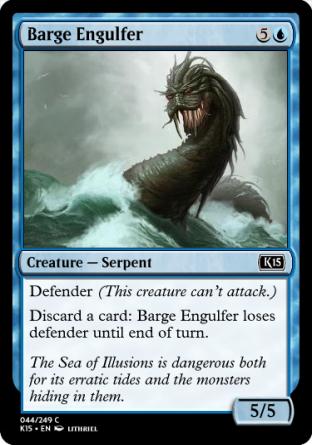 Barge Engulfer 5
Creature — Serpent K15
Defender (This creature can't attack.)
Discard a card: Barge Engulfer loses
defender until end of turn.
The Sea of Illusions is dangerous both
for its erratic tides and the monsters
hiding in them.
5/5
044/249 C
K15 • EN LITHRIEL